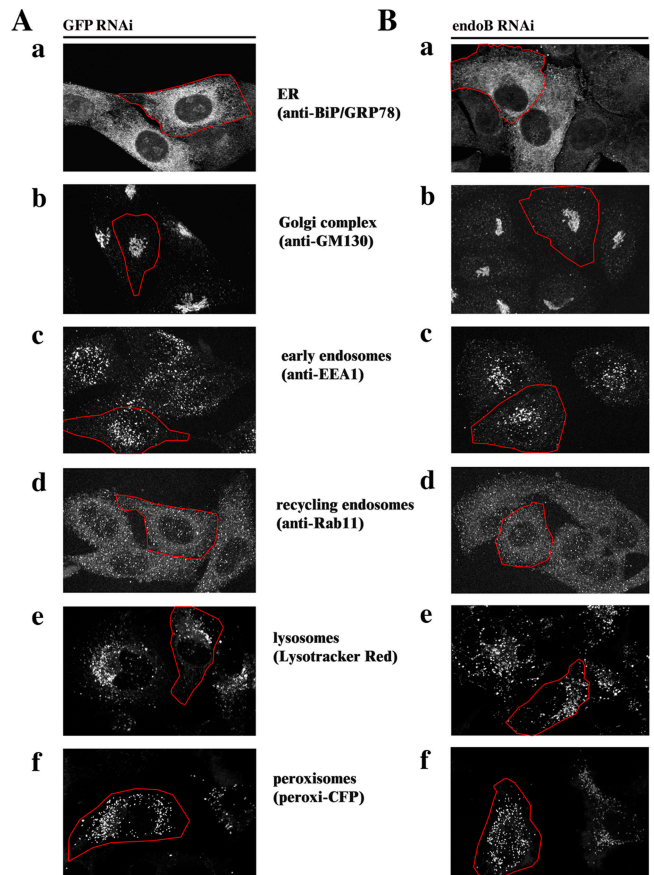 A
B
GFP RNAi
endoB RNAi
a
a
ER
(anti-BiP/GRP78)
b
b
Golgi complex
(anti-GM130)
c
c
early endosomes
(anti-EEA1)
d
d
recycling endosomes
(anti-Rab11)
e
e
lysosomes
(Lysotracker Red)
f
f
peroxisomes
(peroxi-CFP)